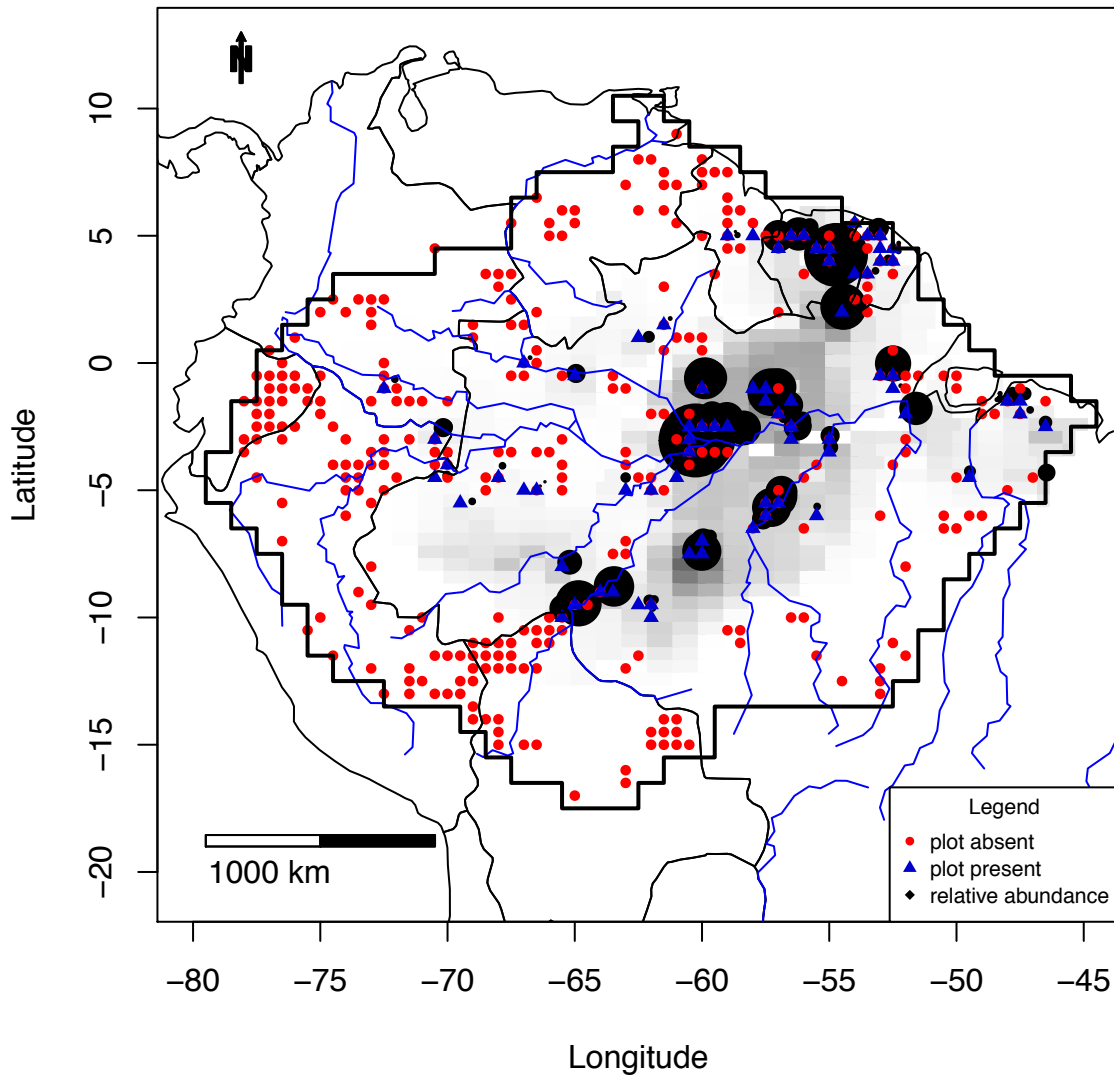 N
10
5
0
−5
−10
−15
−20
Latitude
1000 km
Legend
plot absent
plot present
relative abundance
−80 −75 −70 −65 −60 −55 −50 −45
Longitude